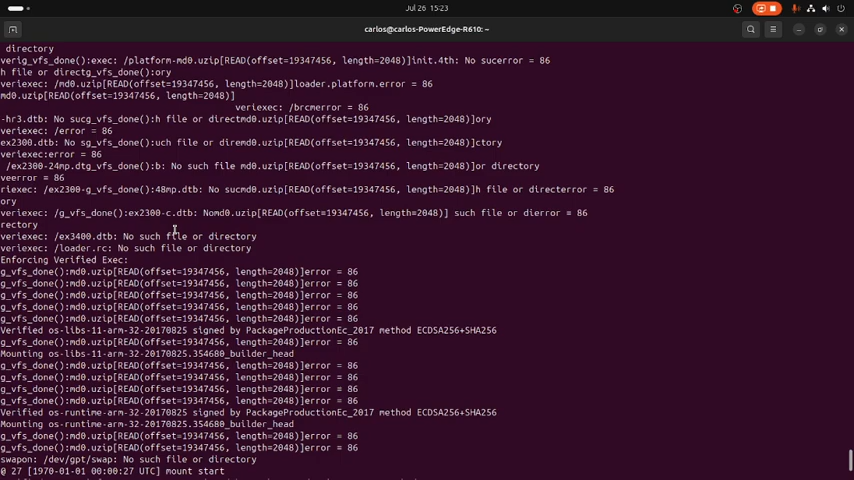 Jul 26 15:23
carlos@carlos-PowerEdge-R610: ~
directory
verig_vfs_done():exec: /platform-md0.uzip[READ(offset=19347456, length=2048)]init.4th: No sucerror = 86
h file or directg_vfs_done():ory
veriexec: /md0.uzip[READ(offset=19347456, length=2048)]loader.platform.error = 86
md0.uzip[READ(offset=19347456, length=2048)]
veriexec: /brcmerror = 86
-hr3.dtb: No sucg_vfs_done():h file or directmd0.uzip[READ(offset=19347456, length=2048)]ory
veriexec: /error = 86
ex2300.dtb: No sg_vfs_done():uch file or diremd0.uzip[READ(offset=19347456, length=2048)]ctory
veriexec:error = 86
/ex2300-24mp.dtg_vfs_done():b: No such file md0.uzip[READ(offset=19347456, length=2048)]or directory
veerror = 86
riexec: /ex2300-g_vfs_done():48mp.dtb: No sucmd0.uzip[READ(offset=19347456, length=2048)]h file or directerror = 86
ory
veriexec: /g_vfs_done():ex2300-c.dtb: Nomd0.uzip[READ(offset=19347456, length=2048)] such file or dierror = 86
rectory
veriexec: /ex3400.dtb: No such file or directory
veriexec: /loader.rc: No such file or directory
Enforcing Verified Exec:
g_vfs_done():md0.uzip[READ(offset=19347456, length=2048)]error = 86
g_vfs_done():md0.uzip[READ(offset=19347456, length=2048)]error = 86
g_vfs_done():md0.uzip[READ(offset=19347456, length=2048)]error = 86
g_vfs_done():md0.uzip[READ(offset=19347456, length=2048)]error = 86
g_vfs_done():md0.uzip[READ(offset=19347456, length=2048)]error = 86
Verified os-libs-11-arm-32-20170825 signed by PackageProductionEc_2017 method ECDSA256+SHA256
g_vfs_done():md0.uzip[READ(offset=19347456, length=2048)]error = 86
Mounting os-libs-11-arm-32-20170825.354680_builder_head
g_vfs_done():md0.uzip[READ(offset=19347456, length=2048)]error = 86
g_vfs_done():md0.uzip[READ(offset=19347456, length=2048)]error = 86
g_vfs_done():md0.uzip[READ(offset=19347456, length=2048)]error = 86
g_vfs_done():md0.uzip[READ(offset=19347456, length=2048)]error = 86
Verified os-runtime-arm-32-20170825 signed by PackageProductionEc_2017 method ECDSA256+SHA256
Mounting os-runtime-arm-32-20170825.354680_builder_head
g_vfs_done():md0.uzip[READ(offset=19347456, length=2048)]error = 86
g_vfs_done():md0.uzip[READ(offset=19347456, length=2048)]error = 86
swapon: /dev/gpt/swap: No such file or directory
@ 27 [1970-01-01 00:00:27 UTC] mount start